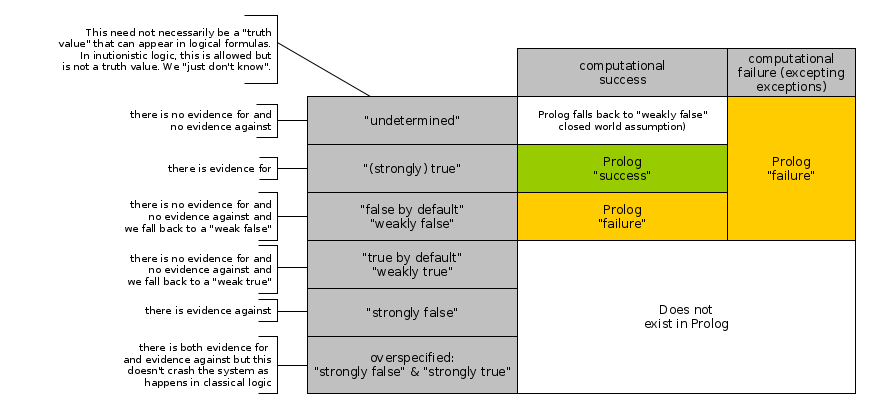 This need not necessarily be a "truth
value" that can appear in logical formulas.
In inutionistic logic, this is allowed but
is not a truth value. We "just don't know".
computational
success
computational
failure (excepting
exceptions)
there is no evidence for and
no evidence against
"undetermined"
Prolog falls back to "weakly false"
closed world assumption)
there is evidence for
"(strongly) true"
Prolog
"success"
Prolog
"failure"
there is no evidence for and
no evidence against and
we fall back to a "weak false"
"false by default"
"weakly false"
Prolog
"failure"
there is no evidence for and
no evidence against and
we fall back to a "weak true"
"true by default"
"weakly true"
there is evidence against
"strongly false"
Does not
exist in Prolog
there is both evidence for
and evidence against but this
doesn't crash the system as
happens in classical logic
overspecified:
"strongly false" & "strongly true"